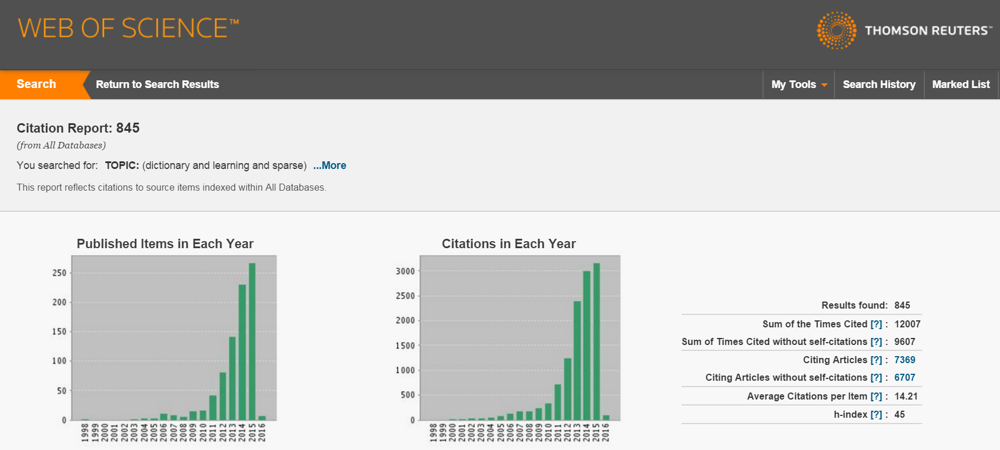 WEB OF SCIENCE™
THOMSON REUTERS™
Search
Return to Search Results
My Tools
Search History
Marked List
Citation Report: 845
(from All Databases)
You searched for: TOPIC: (dictionary and learning and sparse) ...More
This report reflects citations to source items indexed within All Databases.
Published Items in Each Year
250
200
150
100
50
0
1998 1999 2000 2001 2002 2003 2004 2005 2006 2007 2008 2009 2010 2011 2012 2013 2014 2015 2016
Citations in Each Year
3000
2500
2000
1500
1000
500
0
1998 1999 2000 2001 2002 2003 2004 2005 2006 2007 2008 2009 2010 2011 2012 2013 2014 2015 2016
Results found: 845
Sum of the Times Cited [?] : 12007
Sum of Times Cited without self-citations [?] : 9607
Citing Articles [?] : 7369
Citing Articles without self-citations [?] : 6707
Average Citations per Item [?] : 14.21
h-index [?] : 45